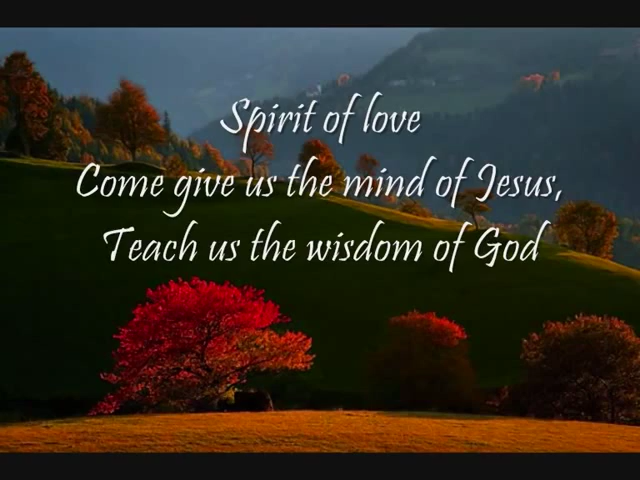 Spirit of love
Come give us the mind of Jesus,
Teach us the wisdom of God